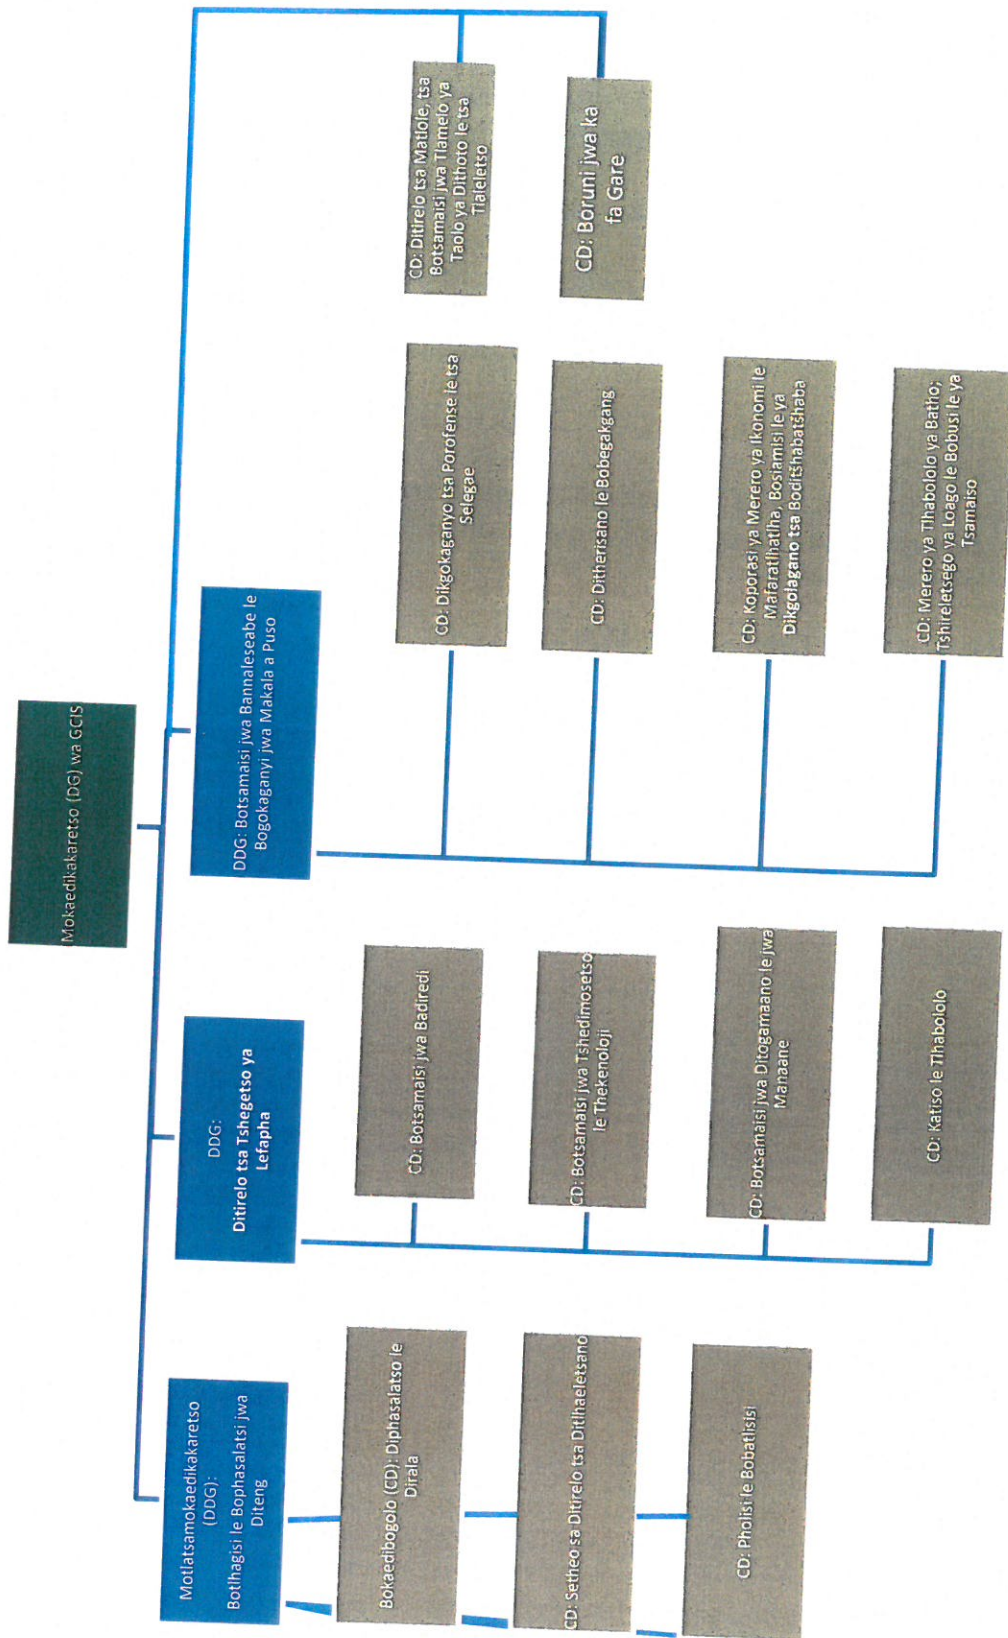 Mokaedikakaretso (DG) wa GCIS
Motlatsamokaedikakaretso
(DDG):
Botlhagisi le Bophasalatsi jwa
Diteng
Bokaedibogolo (CD): Diphasalatso le
Dirala
CD: Setheo sa Ditirelo tsa Ditlhaeletsano
CD: Pholisi le Bobatlisisi
DDG:
Ditirelo tsa Tshegetso ya
Lefapha
CD: Botsamaisi jwa Badiredi
CD: Botsamaisi jwa Tshedimosetso
le Thekenoloji
CD: Botsamaisi jwa Ditogamaano le jwa
Manaane
CD: Katiso le Tlhabololo
DDG: Botsamaisi jwa Bannaleseabe le
Bogokaganyi jwa Makala a Puso
CD: Dikgokaganyo tsa Porofense le tsa
Selegae
CD: Ditherisano le Bobegakgang
CD: Koporasi ya Merero ya Ikonomi le
Mafaratlhatlha, Bosiamisi le ya
Dikgolagano tsa Boditšhabatšhaba
CD: Merero ya Tlhabololo ya Batho;
Tshireletsego ya Loago le Bobusi le ya
Tsamaiso
CD: Ditirelo tsa Matlole, tsa
Botsamaisi jwa Tlamelo ya
Taolo ya Dithoto le tsa
Tlaleletso
CD: Boruni jwa ka
fa Gare